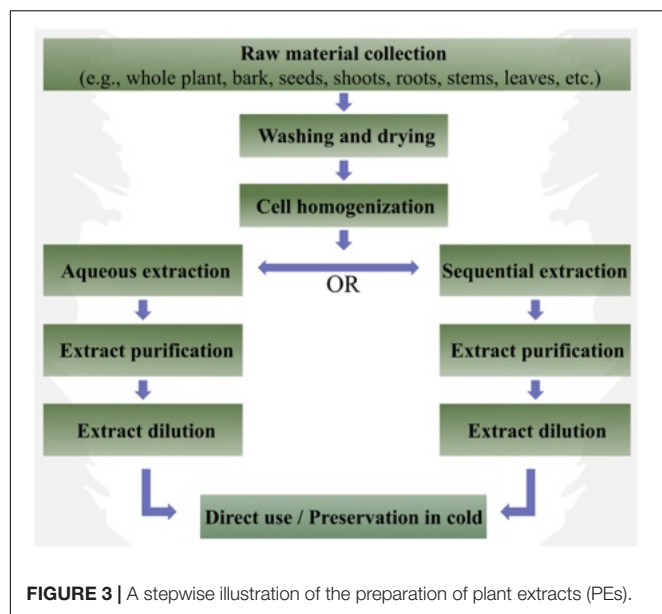 Raw material collection
(e.g., whole plant, bark, seeds, shoots, roots, stems, leaves, etc.)
Washing and drying
Cell homogenization
Aqueous extraction
OR
Sequential extraction
Extract purification
Extract purification
Extract dilution
Extract dilution
Direct use / Preservation in cold
FIGURE 3 | A stepwise illustration of the preparation of plant extracts (PEs).